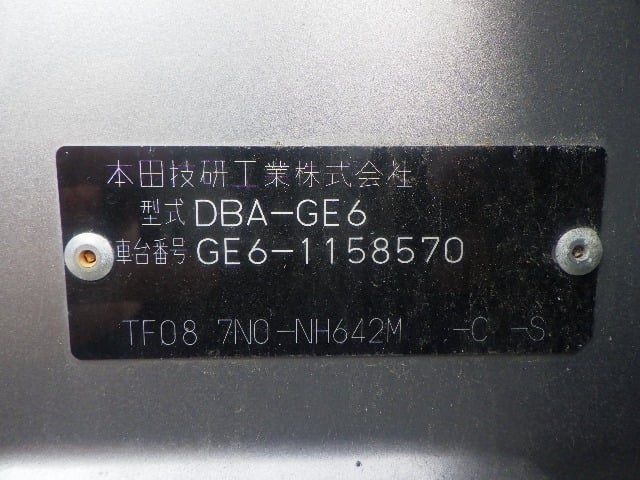 本田技研工業株式会社
型式 DBA-GE6
車台番号 GE6-1158570
TF08 7N0-NH642M -C -S